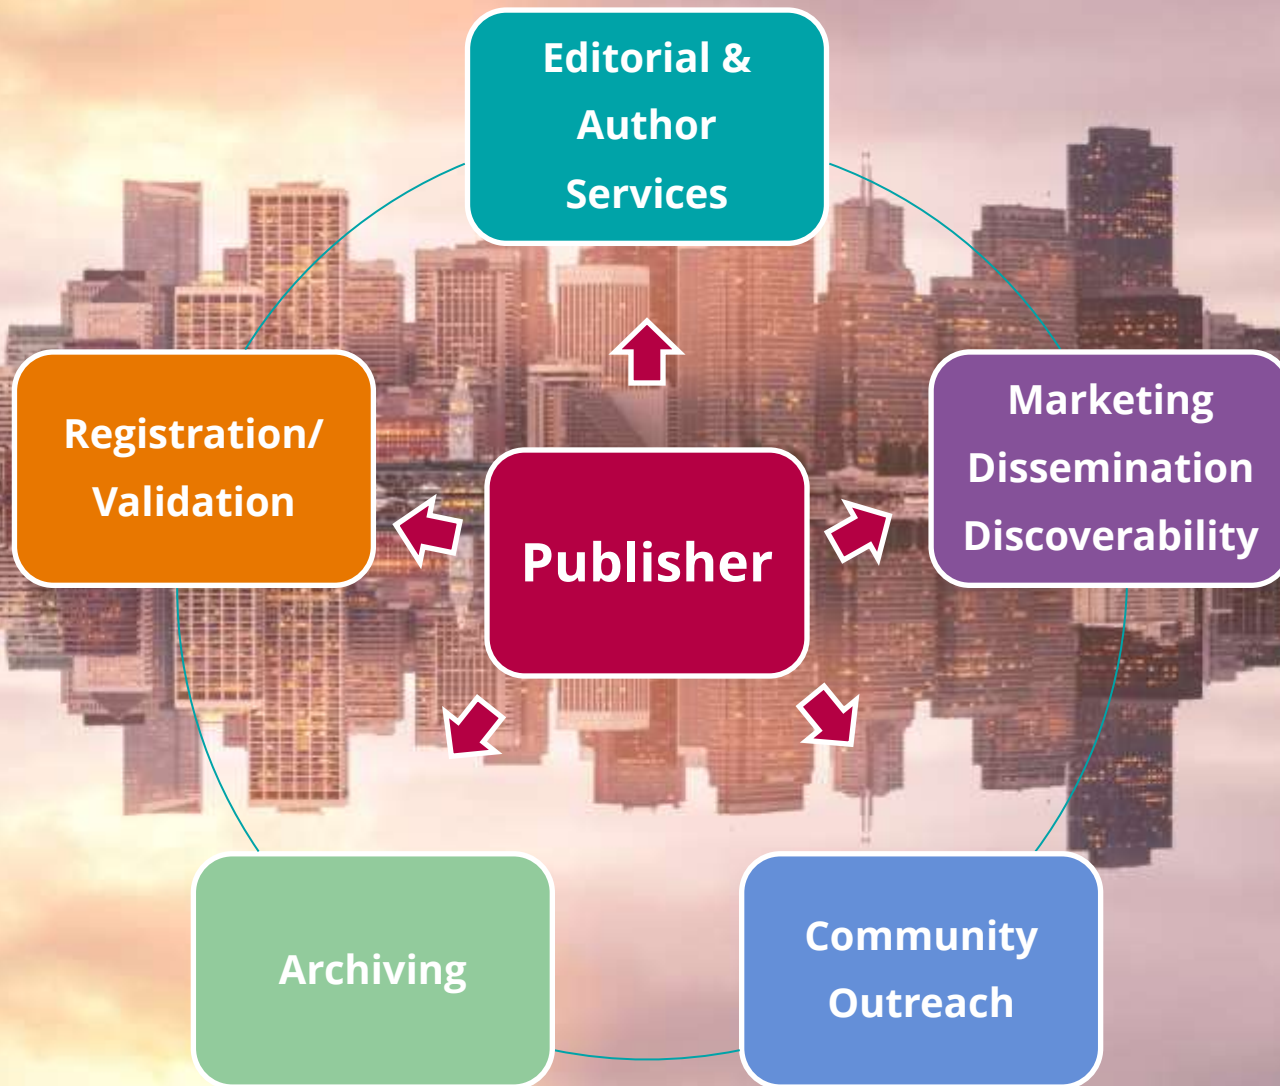 Editorial &
Author
Services
Registration/
Validation
Marketing
Dissemination
Discoverability
Publisher
Archiving
Community
Outreach